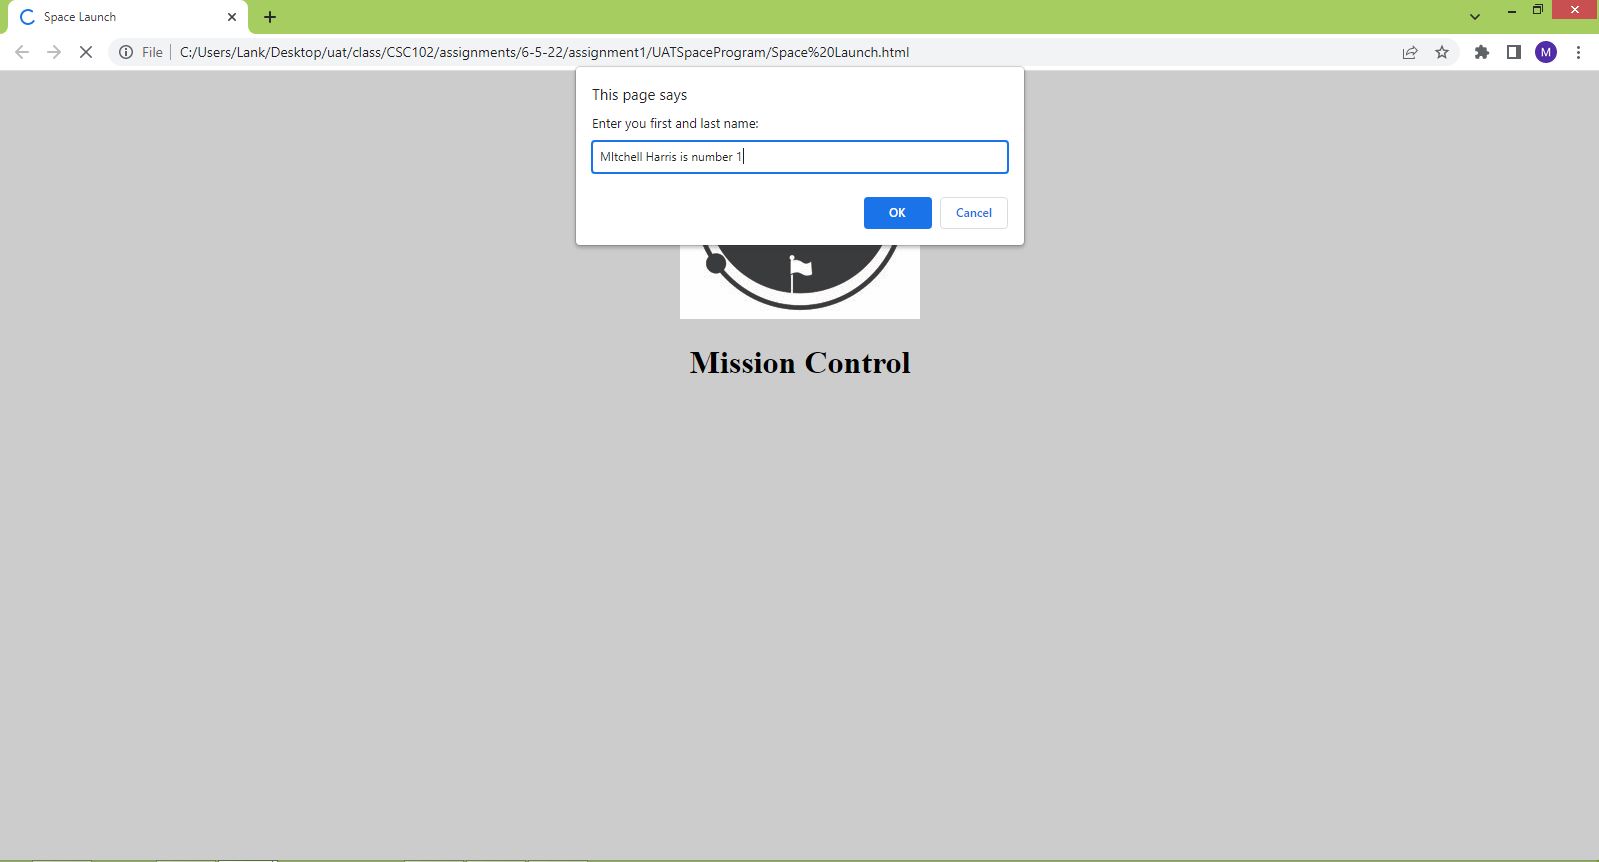 Space Launch
File
C:/Users/Lank/Desktop/uat/class/CSC102/assignments/6-5-22/assignment1/UATSpaceProgram/Space%20Launch.html
M
This page says
Enter you first and last name:
MItchell Harris is number 1
OK
Cancel
Mission Control